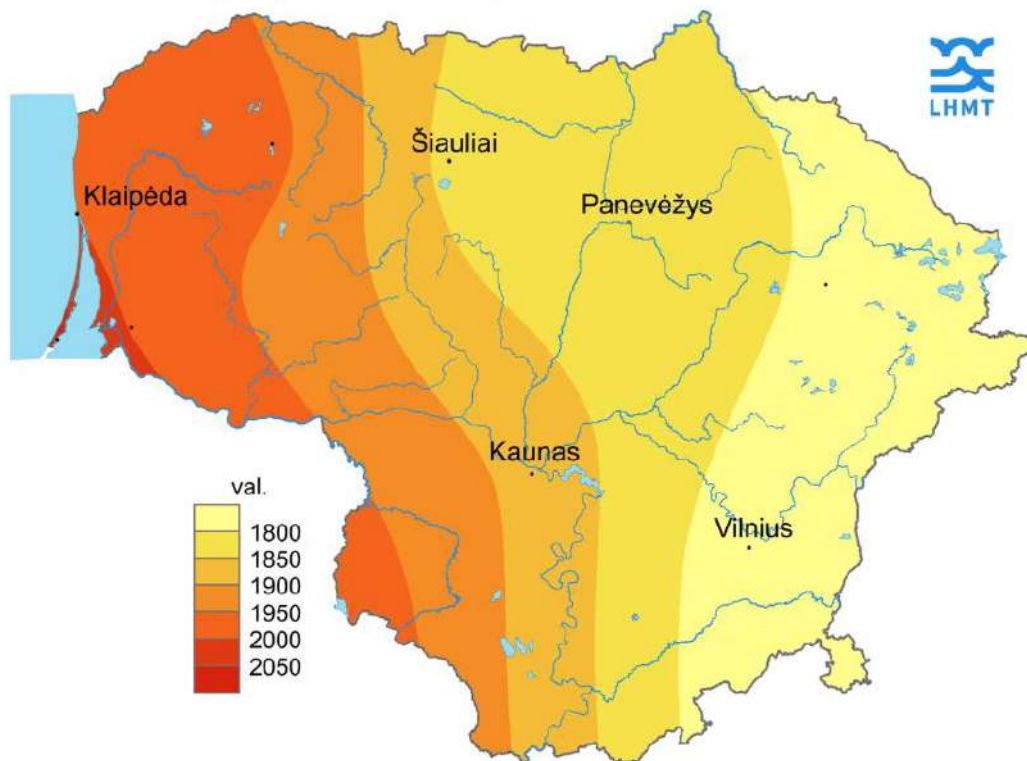 LHMT
Šiauliai
Klaipėda
Panevėžys
Kaunas
Vilnius
val.
1800
1850
1900
1950
2000
2050